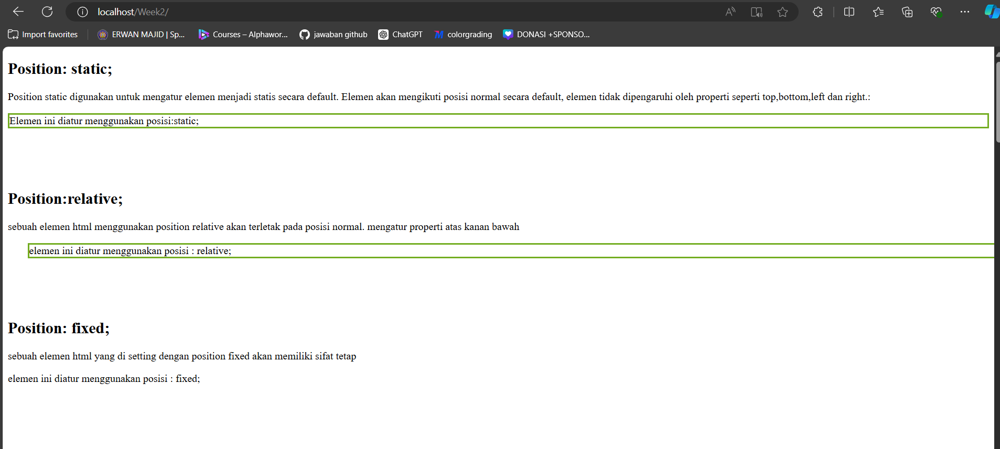 localhost/Week2/
Import favorites
ERWAN MAJID | Sp...
Courses – Alphawor...
jawaban github
ChatGPT
colorgrading
DONASI +SPONSO...
Position: static;
Position static digunakan untuk mengatur elemen menjadi statis secara default. Elemen akan mengikuti posisi normal secara default, elemen tidak dipengaruhi oleh properti seperti top,bottom,left dan right.:
Elemen ini diatur menggunakan posisi:static;
Position:relative;
sebuah elemen html menggunakan position relative akan terletak pada posisi normal. mengatur properti atas kanan bawah
elemen ini diatur menggunakan posisi : relative;
Position: fixed;
sebuah elemen html yang di setting dengan position fixed akan memiliki sifat tetap
elemen ini diatur menggunakan posisi : fixed;